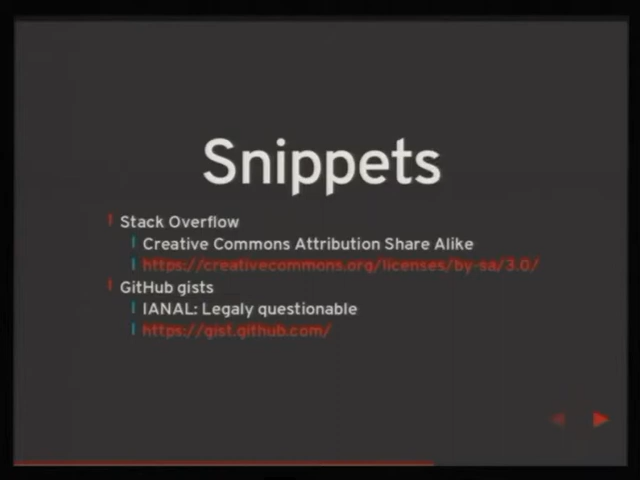 Snippets
Stack Overflow
Creative Commons Attribution Share Alike
https://creativecommons.org/licenses/by-sa/3.0/
GitHub gists
IANAL: Legaly questionable
https://gist.github.com/